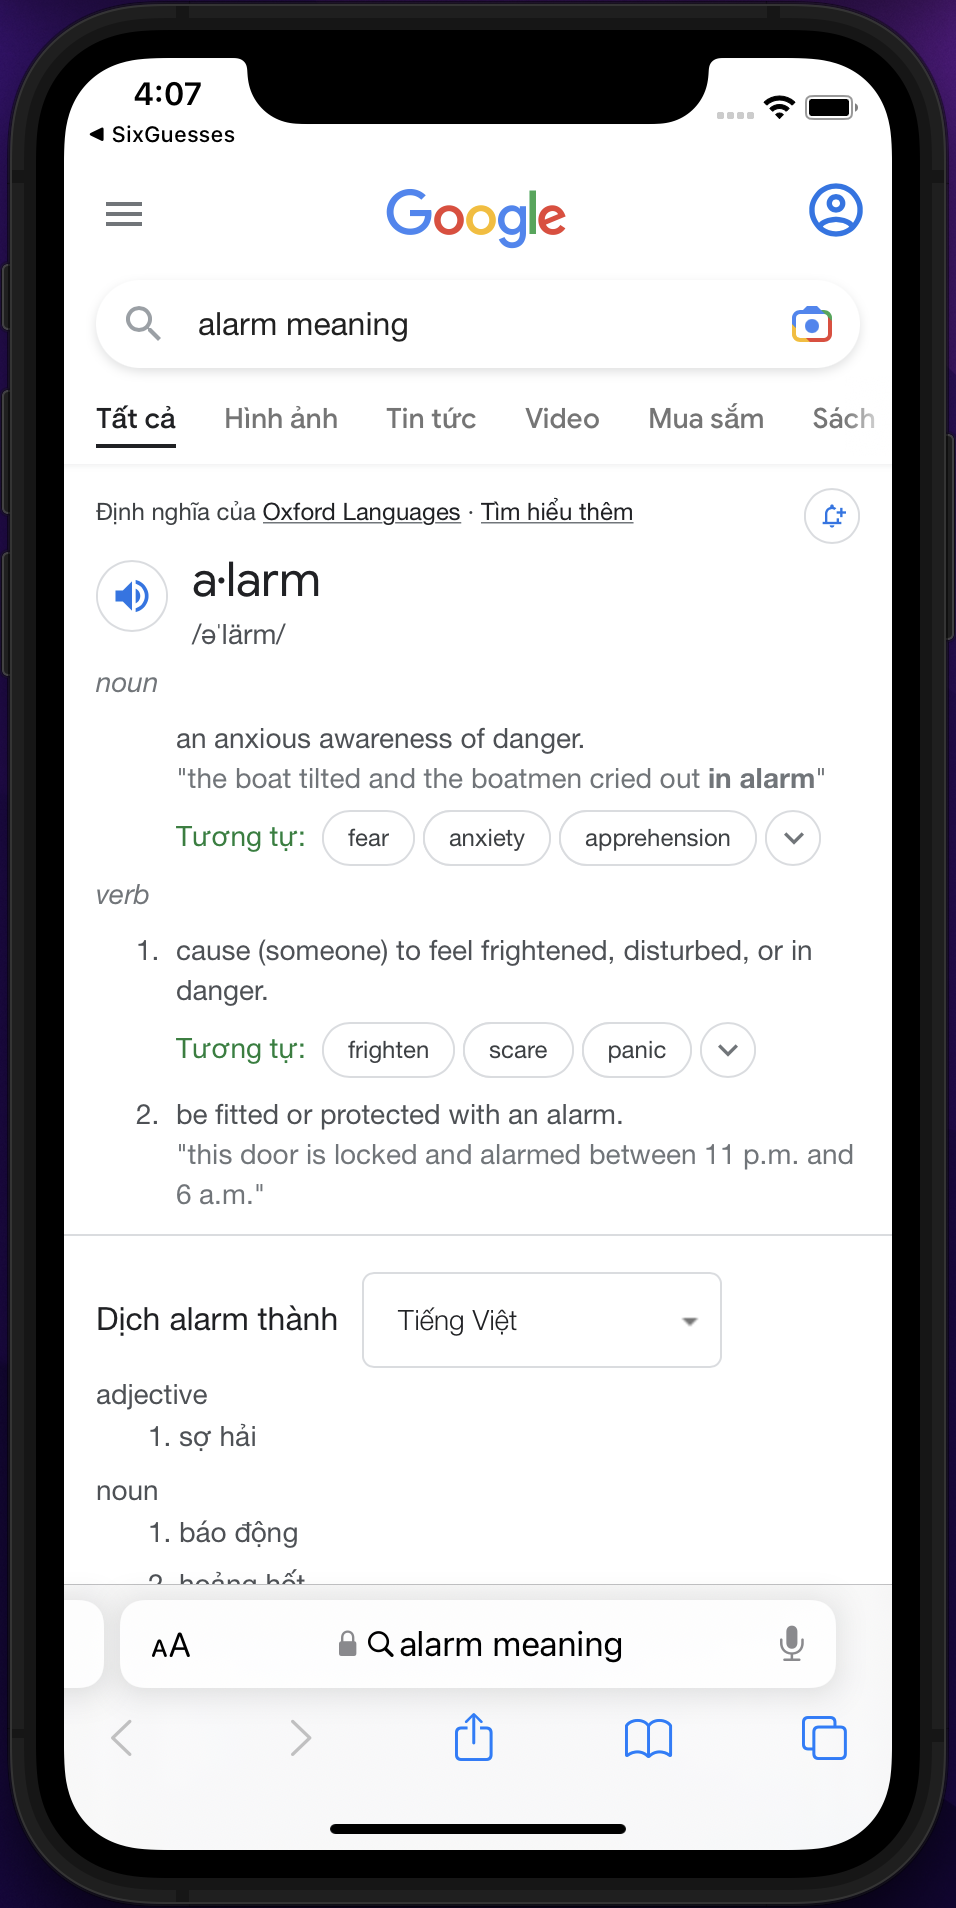 4:07
◀ SixGuesses
Google
alarm meaning
Tất cả Hình ảnh Tin tức Video Mua sắm Sách
Định nghĩa của Oxford Languages · Tìm hiểu thêm
a·larm
/əˈlärm/
noun
an anxious awareness of danger.
"the boat tilted and the boatmen cried out in alarm"
Tương tự: fear anxiety apprehension
verb
1. cause (someone) to feel frightened, disturbed, or in
danger.
Tương tự: frighten scare panic
2. be fitted or protected with an alarm.
"this door is locked and alarmed between 11 p.m. and
6 a.m."
Dịch alarm thành Tiếng Việt
adjective
1. sợ hải
noun
1. báo động
2. hoảng hốt
AA alarm meaning